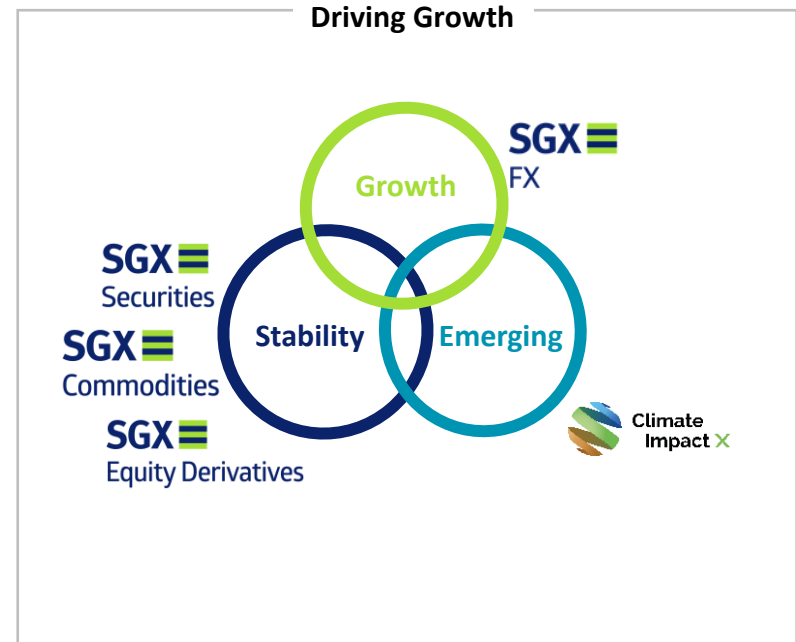 Driving Growth
SGX
FX
Growth
SGX
Securities
SGX
Commodities
SGX
Equity Derivatives
Stability
Emerging
Climate
Impact X